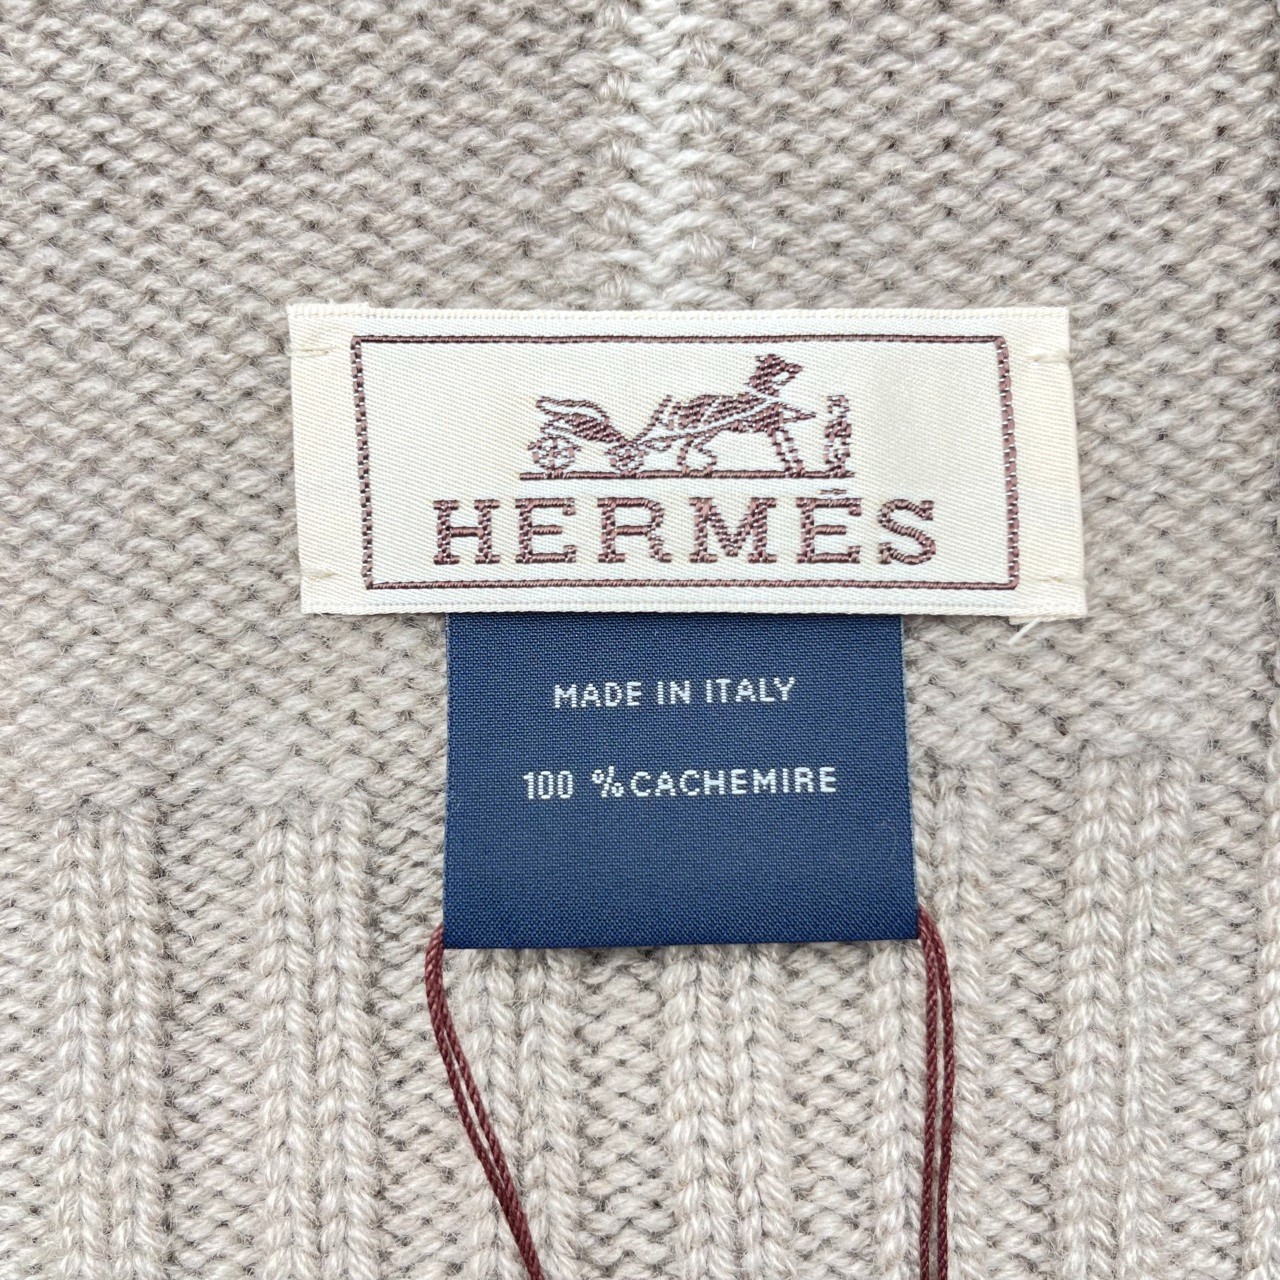 HERMÈS
MADE IN ITALY
100 % CACHEMIRE